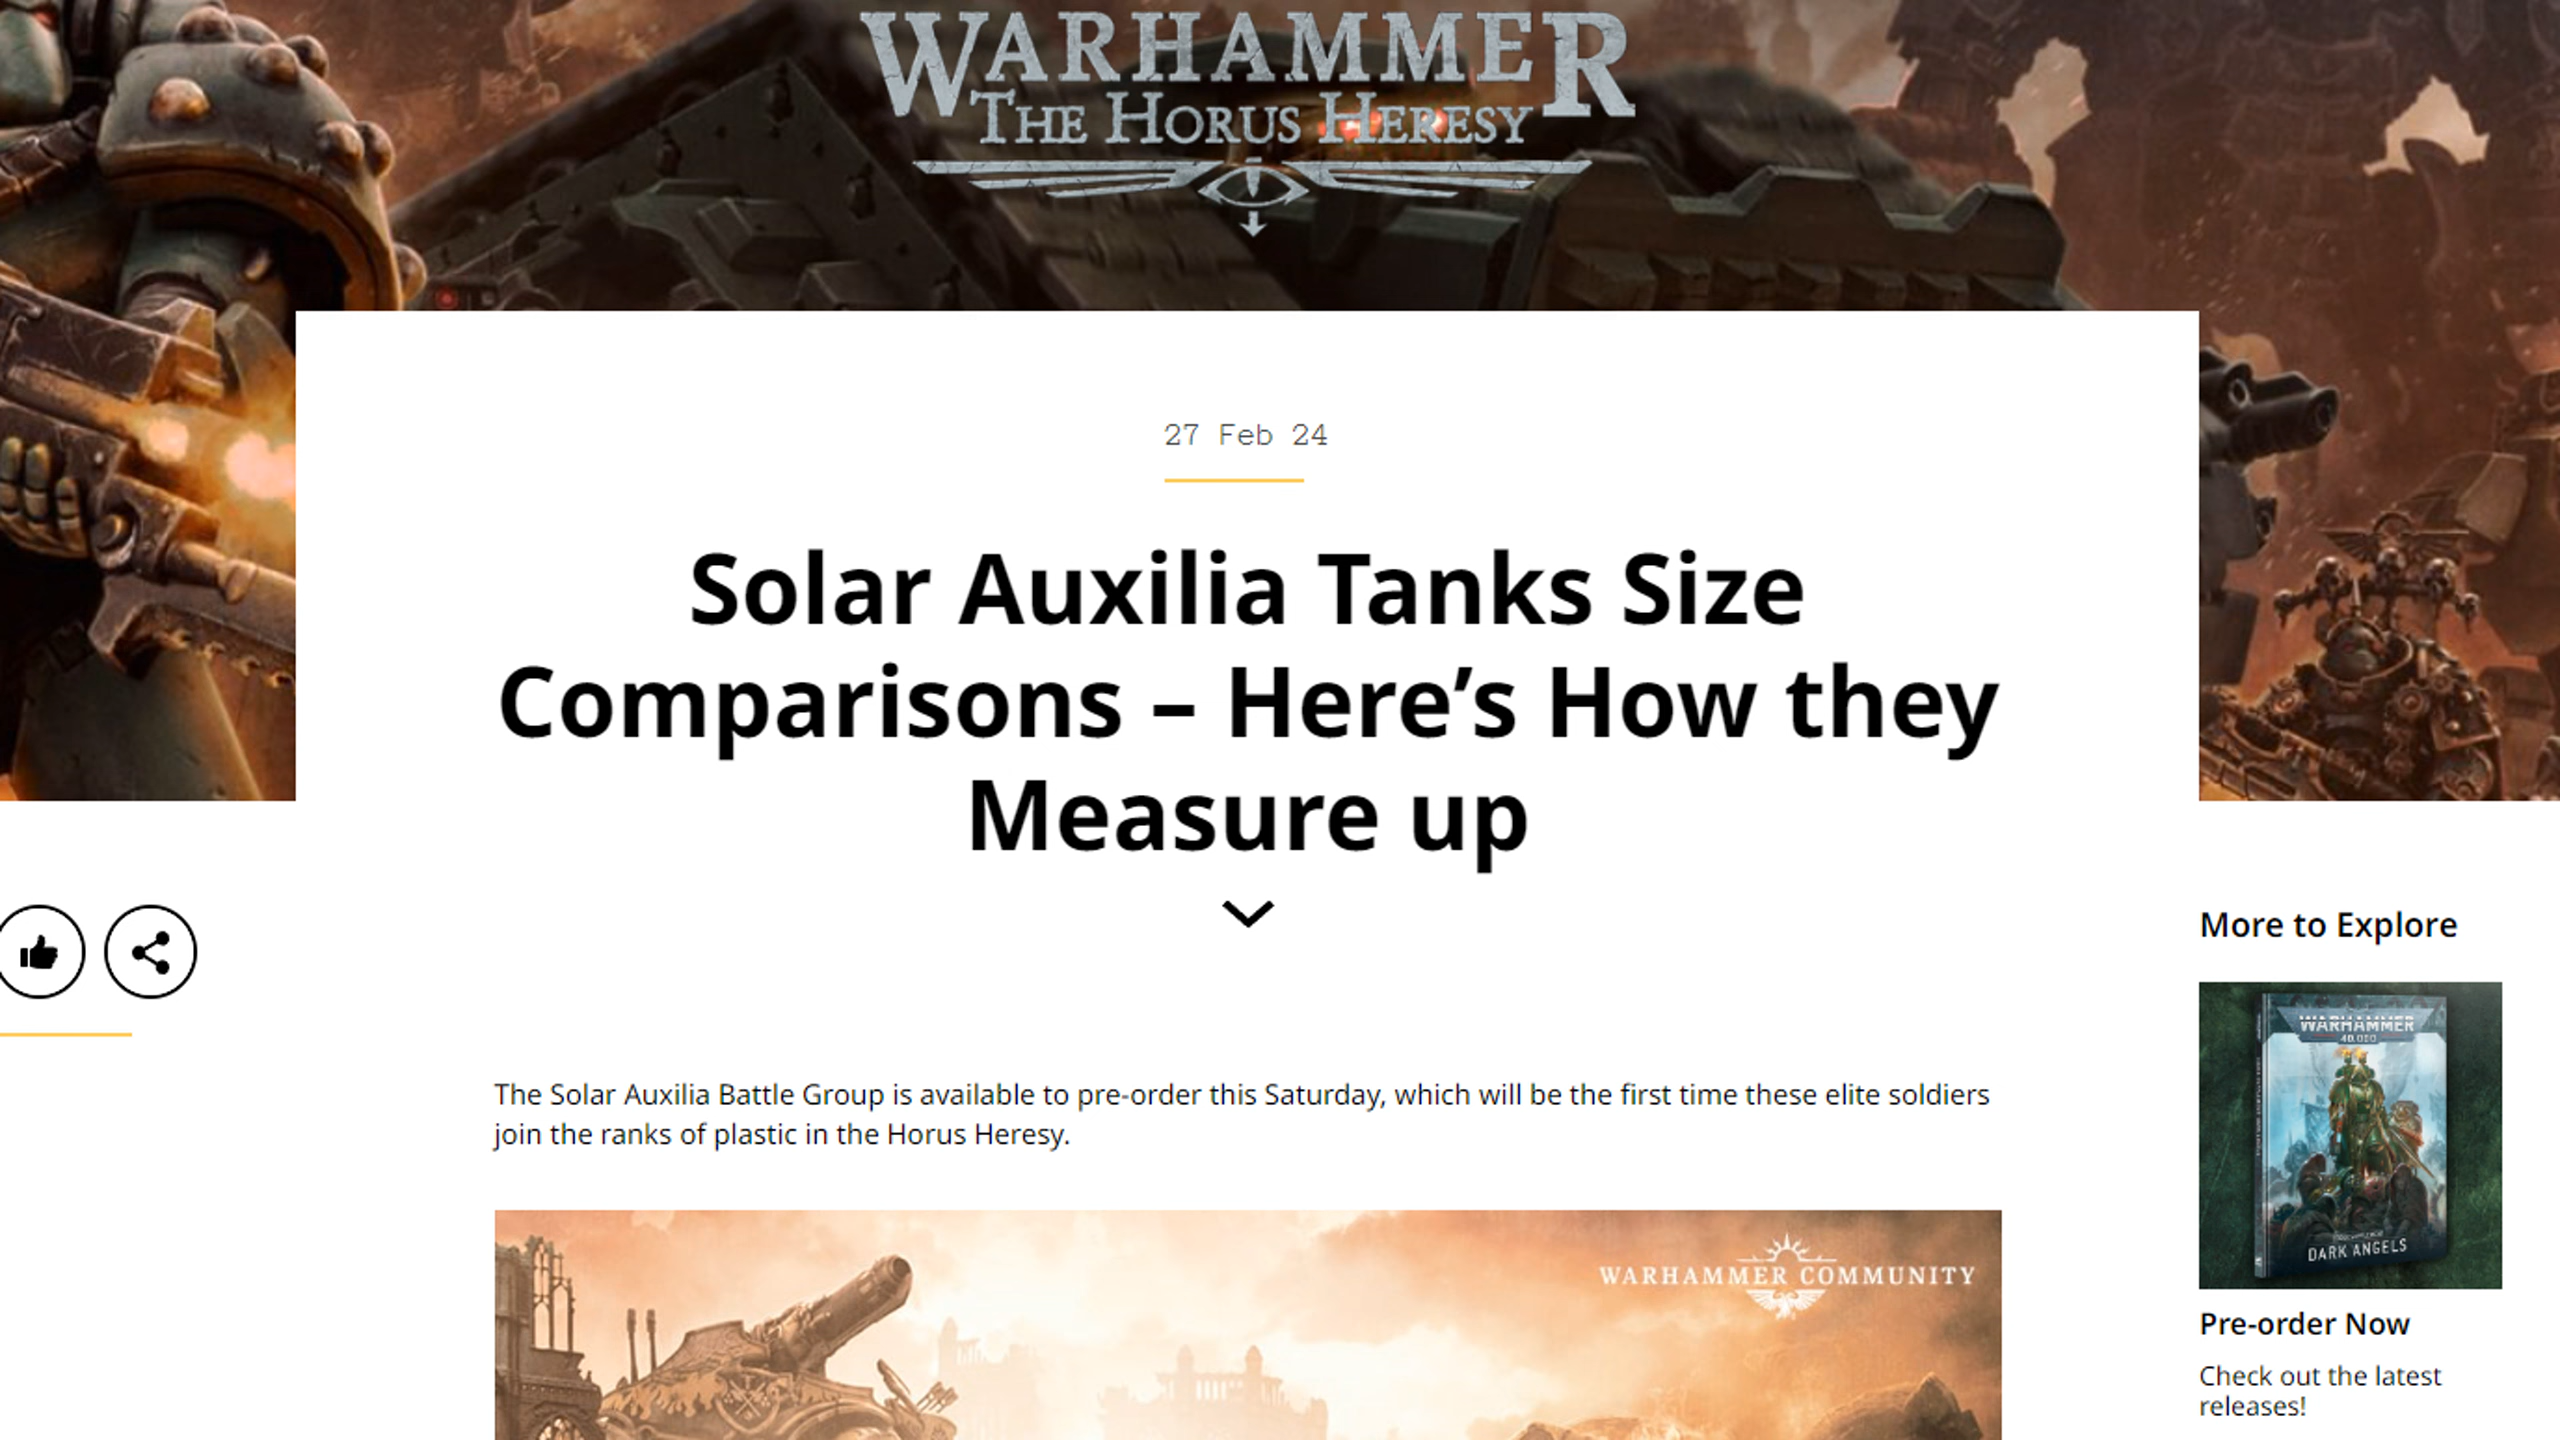 WARHAMMER
THE HORUS HERESY
27 Feb 24
Solar Auxilia Tanks Size
Comparisons – Here’s How they
Measure up
The Solar Auxilia Battle Group is available to pre-order this Saturday, which will be the first time these elite soldiers
join the ranks of plastic in the Horus Heresy.
WARHAMMER COMMUNITY
More to Explore
WARHAMMER
40,000
DARK ANGELS
Pre-order Now
Check out the latest
releases!